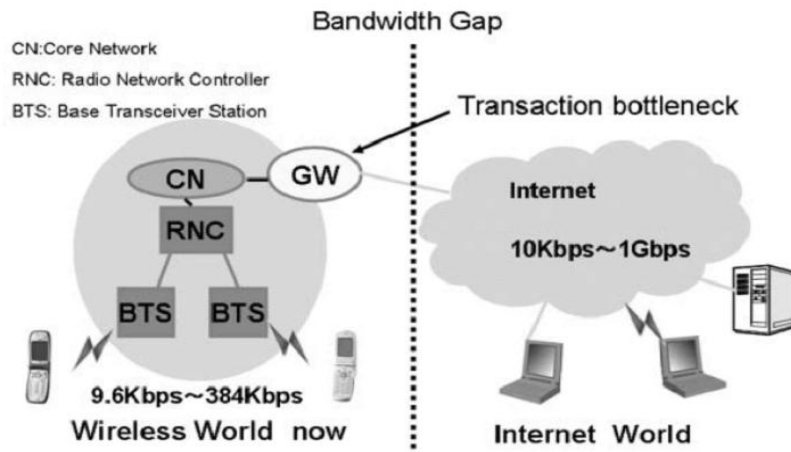 Bandwidth Gap
CN:Core Network
RNC: Radio Network Controller
BTS: Base Transceiver Station
Transaction bottleneck
CN
GW
RNC
BTS
BTS
Internet
10Kbps～1Gbps
9.6Kbps～384Kbps
Wireless World now
Internet World